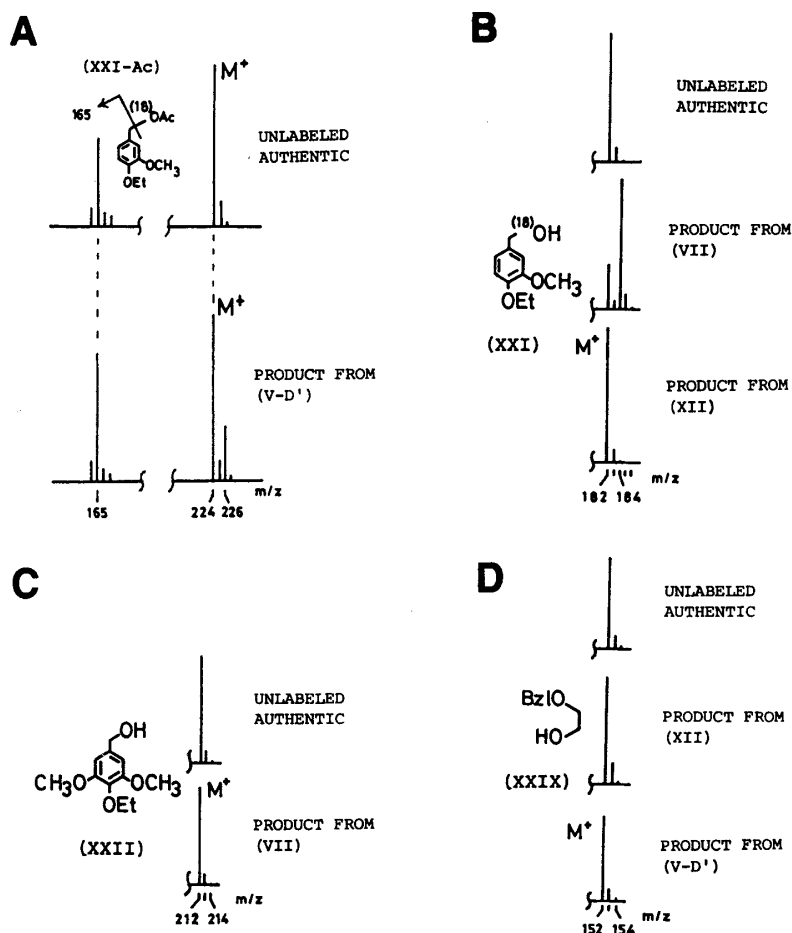 A
(XXI-Ac)
M+
165
(18)
OAc
OCH3
OEt
UNLABELED
AUTHENTIC
M+
PRODUCT FROM
(V-D')
m/z
165
224 226
B
UNLABELED
AUTHENTIC
(18)
OH
OCH3
OEt
(XXI)
PRODUCT FROM
(VII)
M+
PRODUCT FROM
(XII)
m/z
182 184
C
UNLABELED
AUTHENTIC
OH
CH3O
OCH3
OEt
(XXII)
M+
PRODUCT FROM
(VII)
m/z
212 214
D
UNLABELED
AUTHENTIC
BzlO
HO
(XXIX)
PRODUCT FROM
(XII)
M+
PRODUCT FROM
(V-D')
152 154
m/z